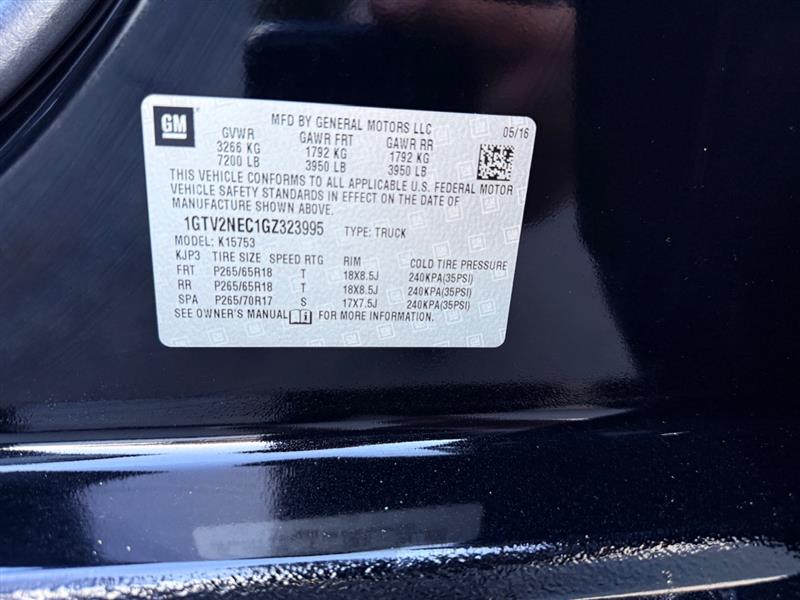 GM
MFD BY GENERAL MOTORS LLC
05/16
GVWR GAWR FRT GAWR RR
3266 KG 1792 KG 1792 KG
7200 LB 3950 LB 3950 LB
THIS VEHICLE CONFORMS TO ALL APPLICABLE U.S. FEDERAL MOTOR
VEHICLE SAFETY STANDARDS IN EFFECT ON THE DATE OF
MANUFACTURE SHOWN ABOVE.
1GTV2NEC1GZ323995 TYPE: TRUCK
MODEL: K15753
KJP3 TIRE SIZE SPEED RTG RIM COLD TIRE PRESSURE
FRT P265/65R18 T 18X8.5J 240KPA(35PSI)
RR P265/65R18 T 18X8.5J 240KPA(35PSI)
SPA P265/70R17 S 17X7.5J 240KPA(35PSI)
SEE OWNER'S MANUAL i FOR MORE INFORMATION.